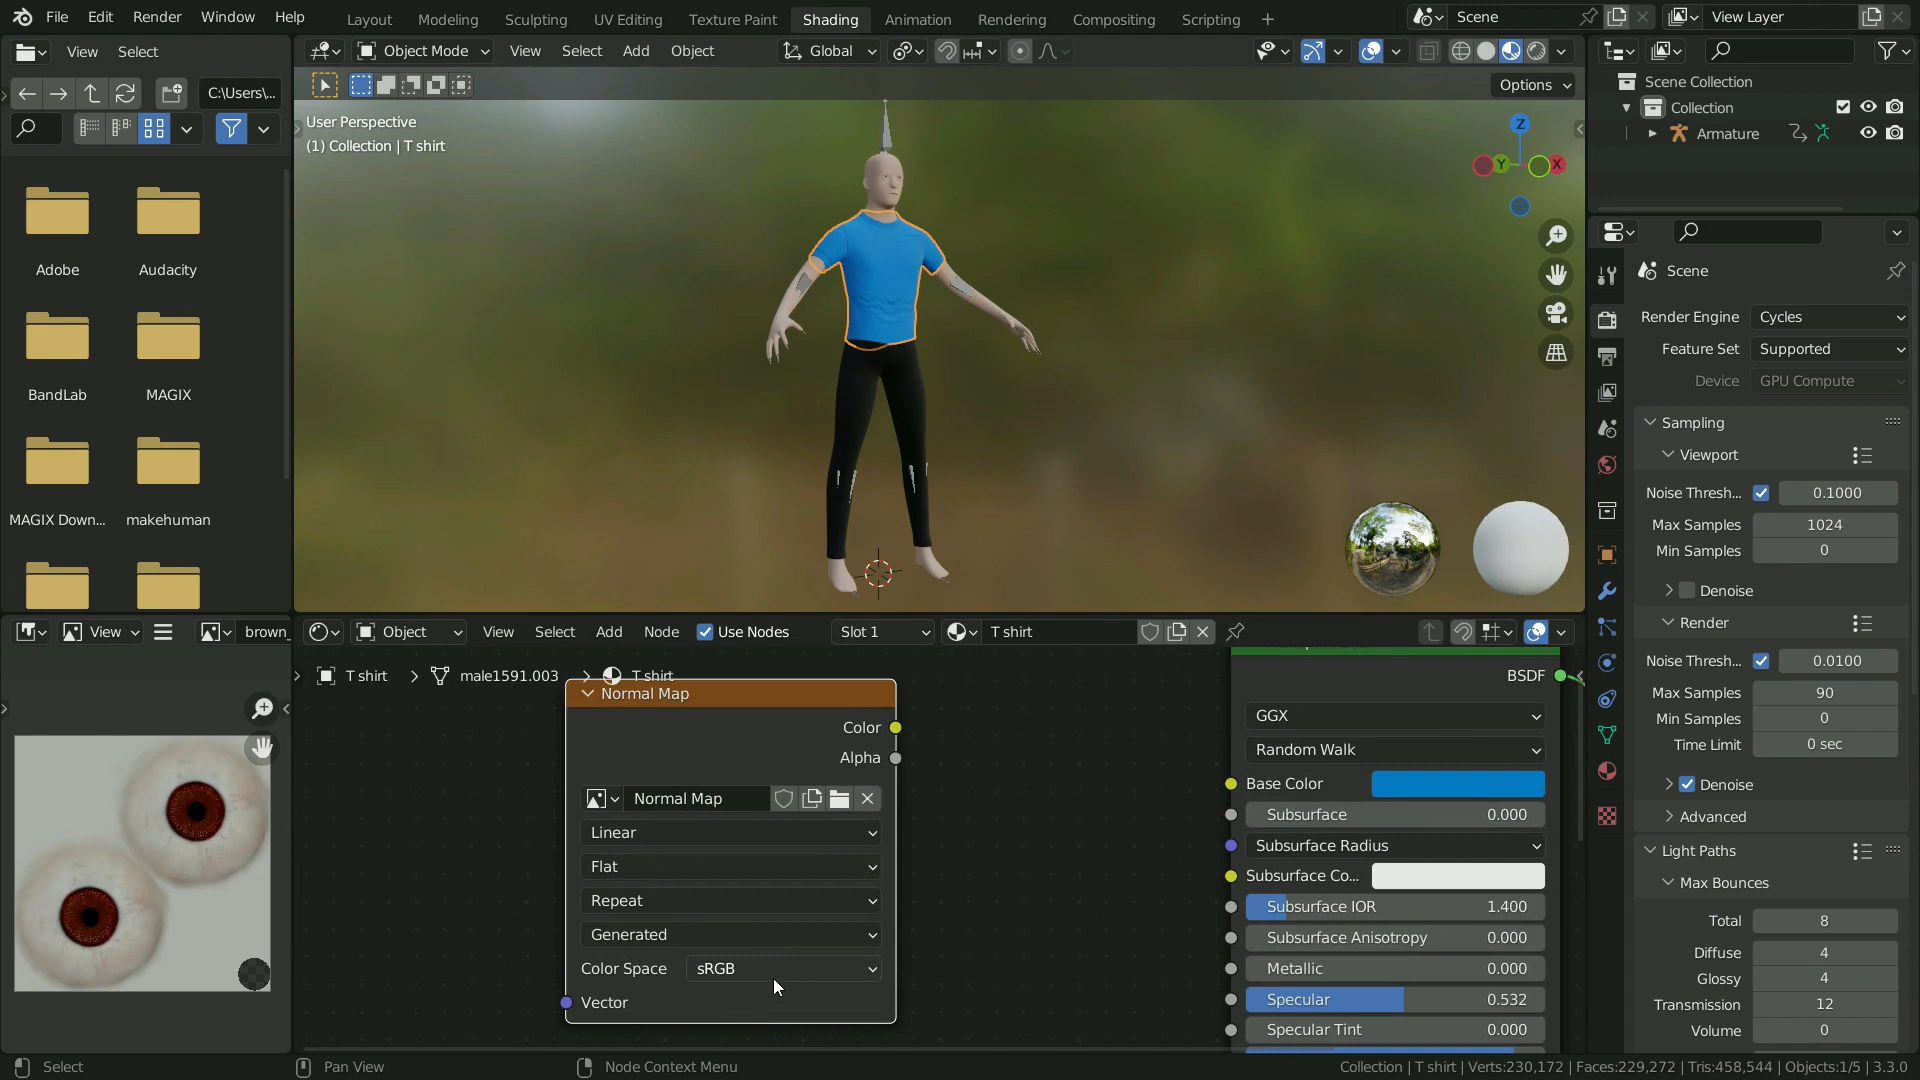 File Edit Render Window Help
Layout Modeling Sculpting UV Editing Texture Paint Shading Animation Rendering Compositing Scripting +
Scene
View Layer
View Select
C:\Users\...
Adobe
Audacity
BandLab
MAGIX
MAGIX Down...
makehuman
Object Mode View Select Add Object Global
Options
User Perspective
(1) Collection | T shirt
Z
Y
X
Scene Collection
Collection
Armature
Scene
Render Engine Cycles
Feature Set Supported
Device GPU Compute
Sampling
Viewport
Noise Thresh... 0.1000
Max Samples 1024
Min Samples 0
Denoise
Render
Noise Thresh... 0.0100
Max Samples 90
Min Samples 0
Time Limit 0 sec
Denoise
Advanced
Light Paths
Max Bounces
Total 8
Diffuse 4
Glossy 4
Transmission 12
Volume 0
View brown_
Object View Select Add Node Use Nodes Slot 1 T shirt
T shirt > male1591.003 > T shirt
Normal Map
Color
Alpha
Normal Map
Linear
Flat
Repeat
Generated
Color Space sRGB
Vector
BSDF
GGX
Random Walk
Base Color
Subsurface 0.000
Subsurface Radius
Subsurface Co...
Subsurface IOR 1.400
Subsurface Anisotropy 0.000
Metallic 0.000
Specular 0.532
Specular Tint 0.000
Select Pan View Node Context Menu
Collection | T shirt | Verts:230,172 | Faces:229,272 | Tris:458,544 | Objects:1/5 | 3.3.0